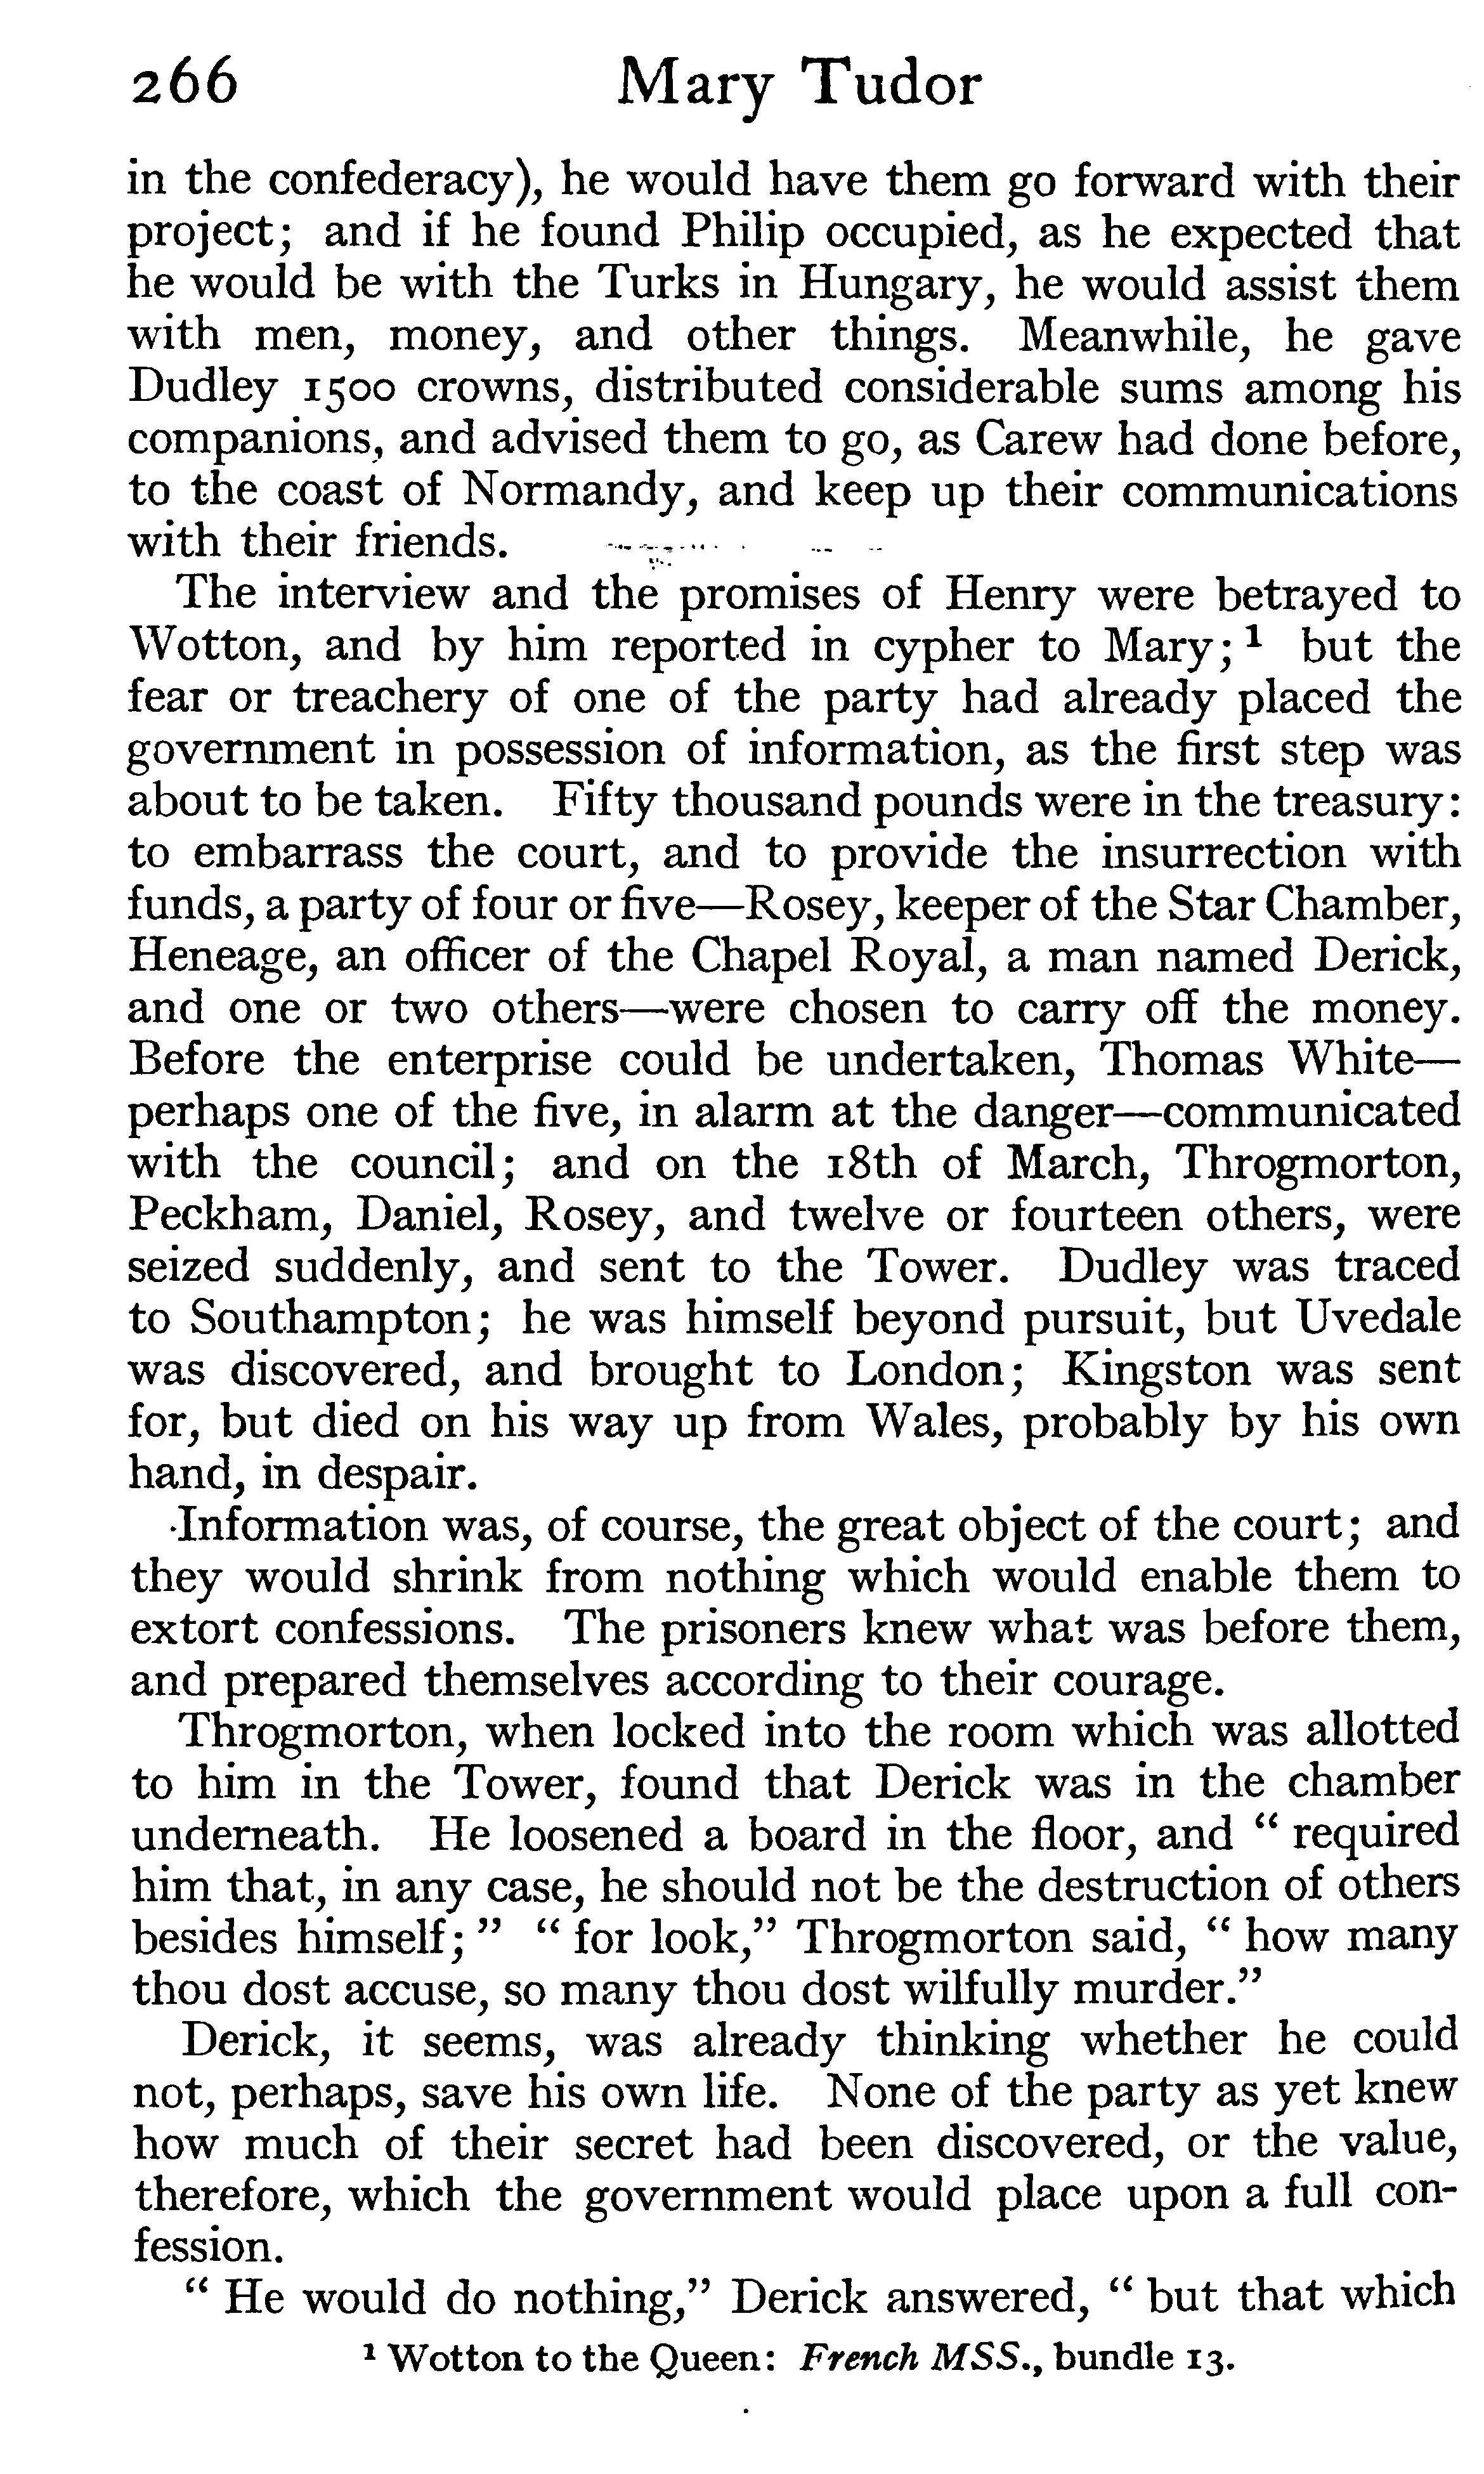 266 Mary Tudor
in the confederacy), he would have them go forward with their
project; and if he found Philip occupied, as he expected that
he would be with the Turks in Hungary, he would assist them
with men, money, and other things. Meanwhile, he gave
Dudley 1500 crowns, distributed considerable sums among his
companions, and advised them to go, as Carew had done before,
to the coast of Normandy, and keep up their communications
with their friends.
The interview and the promises of Henry were betrayed to
Wotton, and by him reported in cypher to Mary; ¹ but the
fear or treachery of one of the party had already placed the
government in possession of information, as the first step was
about to be taken. Fifty thousand pounds were in the treasury:
to embarrass the court, and to provide the insurrection with
funds, a party of four or five—Rosey, keeper of the Star Chamber,
Heneage, an officer of the Chapel Royal, a man named Derick,
and one or two others—were chosen to carry off the money.
Before the enterprise could be undertaken, Thomas White—
perhaps one of the five, in alarm at the danger—communicated
with the council; and on the 18th of March, Throgmorton,
Peckham, Daniel, Rosey, and twelve or fourteen others, were
seized suddenly, and sent to the Tower. Dudley was traced
to Southampton; he was himself beyond pursuit, but Uvedale
was discovered, and brought to London; Kingston was sent
for, but died on his way up from Wales, probably by his own
hand, in despair.
Information was, of course, the great object of the court; and
they would shrink from nothing which would enable them to
extort confessions. The prisoners knew what was before them,
and prepared themselves according to their courage.
Throgmorton, when locked into the room which was allotted
to him in the Tower, found that Derick was in the chamber
underneath. He loosened a board in the floor, and “ required
him that, in any case, he should not be the destruction of others
besides himself; ” “ for look,” Throgmorton said, “ how many
thou dost accuse, so many thou dost wilfully murder.”
Derick, it seems, was already thinking whether he could
not, perhaps, save his own life. None of the party as yet knew
how much of their secret had been discovered, or the value,
therefore, which the government would place upon a full con-
fession.
“ He would do nothing,” Derick answered, “ but that which
¹ Wotton to the Queen: French MSS., bundle 13.